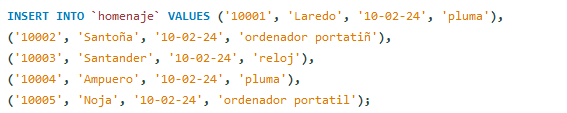 INSERT INTO `homenaje` VALUES ('10001', 'Laredo', '10-02-24', 'pluma'),
('10002', 'Santoña', '10-02-24', 'ordenador portatiñ'),
('10003', 'Santander', '10-02-24', 'reloj'),
('10004', 'Ampuero', '10-02-24', 'pluma'),
('10005', 'Noja', '10-02-24', 'ordenador portatil');